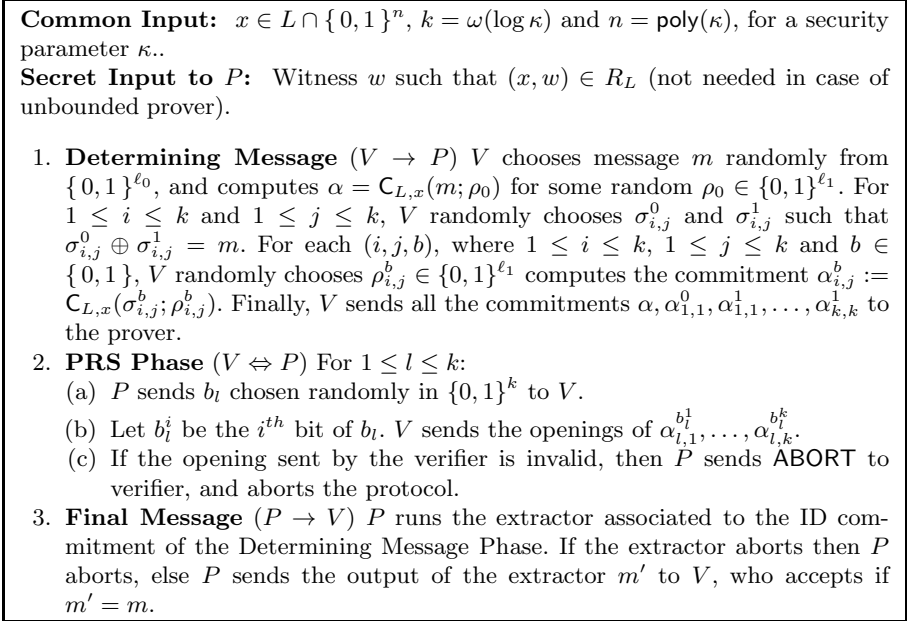 Common Input: x ∈ L ∩ { 0, 1 }^n, k = ω(log κ) and n = poly(κ), for a security
parameter κ..
Secret Input to P: Witness w such that (x, w) ∈ R_L (not needed in case of
unbounded prover).
1. Determining Message (V → P) V chooses message m randomly from
{ 0, 1 }^{ℓ_0}, and computes α = C_{L,x}(m; ρ_0) for some random ρ_0 ∈ {0, 1}^{ℓ_1}. For
1 ≤ i ≤ k and 1 ≤ j ≤ k, V randomly chooses σ^0_{i,j} and σ^1_{i,j} such that
σ^0_{i,j} ⊕ σ^1_{i,j} = m. For each (i, j, b), where 1 ≤ i ≤ k, 1 ≤ j ≤ k and b ∈
{ 0, 1 }, V randomly chooses ρ^b_{i,j} ∈ {0, 1}^{ℓ_1} computes the commitment α^b_{i,j} :=
C_{L,x}(σ^b_{i,j}; ρ^b_{i,j}). Finally, V sends all the commitments α, α^0_{1,1}, α^1_{1,1}, . . . , α^1_{k,k} to
the prover.
2. PRS Phase (V ⇔ P) For 1 ≤ l ≤ k:
(a) P sends b_l chosen randomly in {0, 1}^k to V.
(b) Let b^i_l be the i^{th} bit of b_l. V sends the openings of α^{b^1_l}_{l,1}, . . . , α^{b^k_l}_{l,k}.
(c) If the opening sent by the verifier is invalid, then P sends ABORT to
verifier, and aborts the protocol.
3. Final Message (P → V) P runs the extractor associated to the ID com-
mitment of the Determining Message Phase. If the extractor aborts then P
aborts, else P sends the output of the extractor m′ to V, who accepts if
m′ = m.